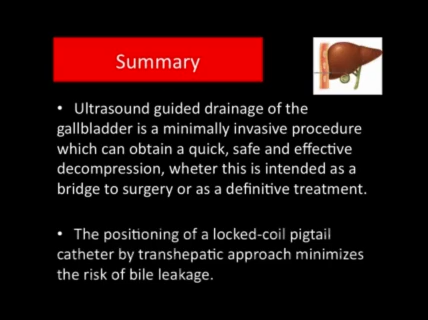 Summary
• Ultrasound guided drainage of the
gallbladder is a minimally invasive procedure
which can obtain a quick, safe and effective
decompression, wheter this is intended as a
bridge to surgery or as a definitive treatment.
• The positioning of a locked-coil pigtail
catheter by transhepatic approach minimizes
the risk of bile leakage.